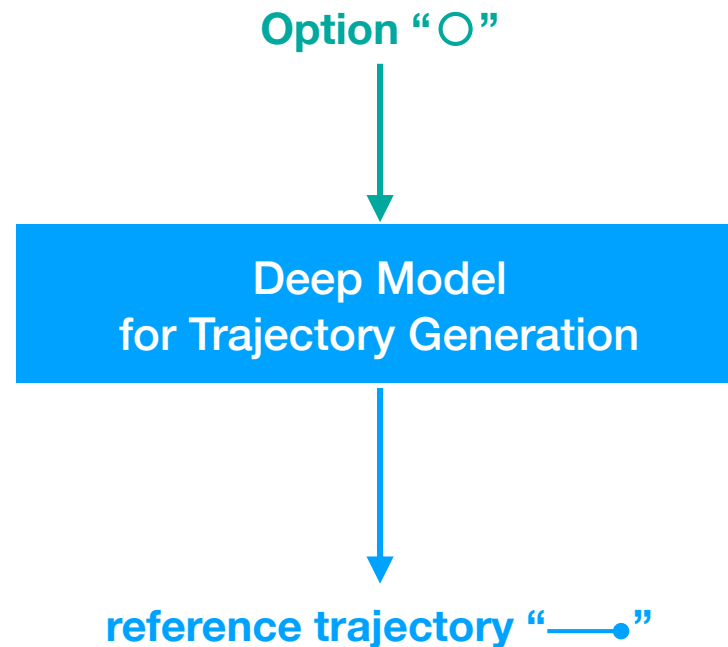 Option “○”
Deep Model
for Trajectory Generation
reference trajectory “—●”